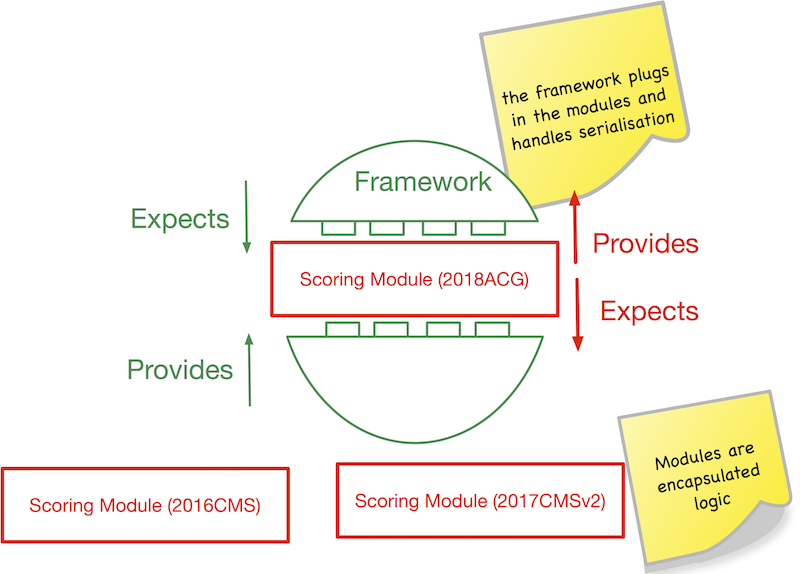 the framework plugs
in the modules and
handles serialisation
Framework
Expects
Provides
Scoring Module (2018ACG)
Expects
Provides
Modules are
encapsulated
logic
Scoring Module (2016CMS)
Scoring Module (2017CMSv2)